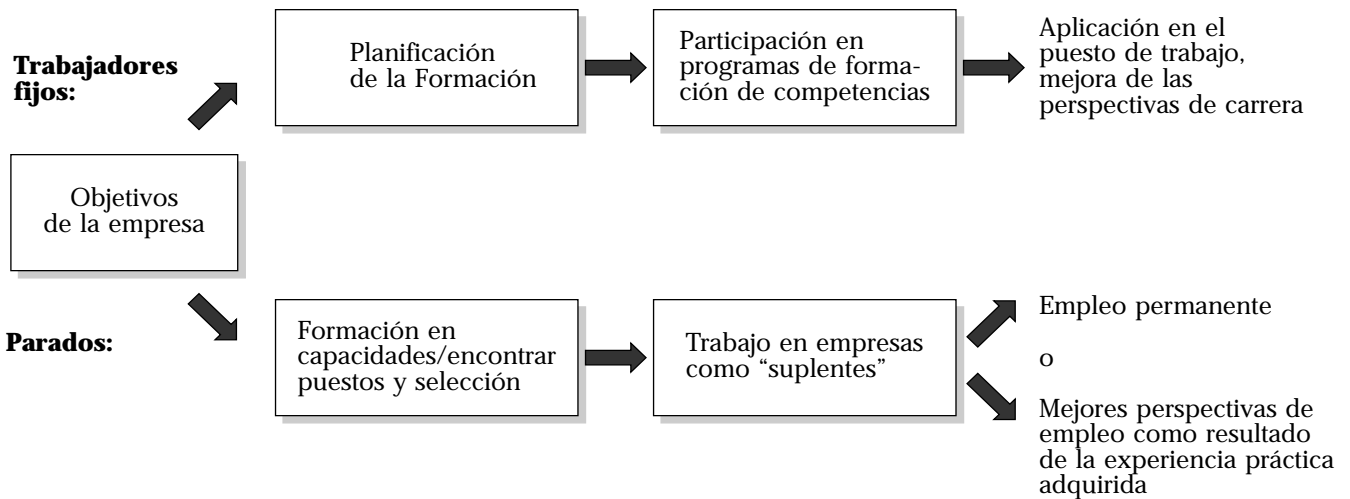 Trabajadores
fijos:
Planificación
de la Formación
Participación en
programas de forma-
ción de competencias
Aplicación en el
puesto de trabajo,
mejora de las
perspectivas de carrera
Objetivos
de la empresa
Parados:
Formación en
capacidades/encontrar
puestos y selección
Trabajo en empresas
como “suplentes”
Empleo permanente
o
Mejores perspectivas de
empleo como resultado
de la experiencia práctica
adquirida